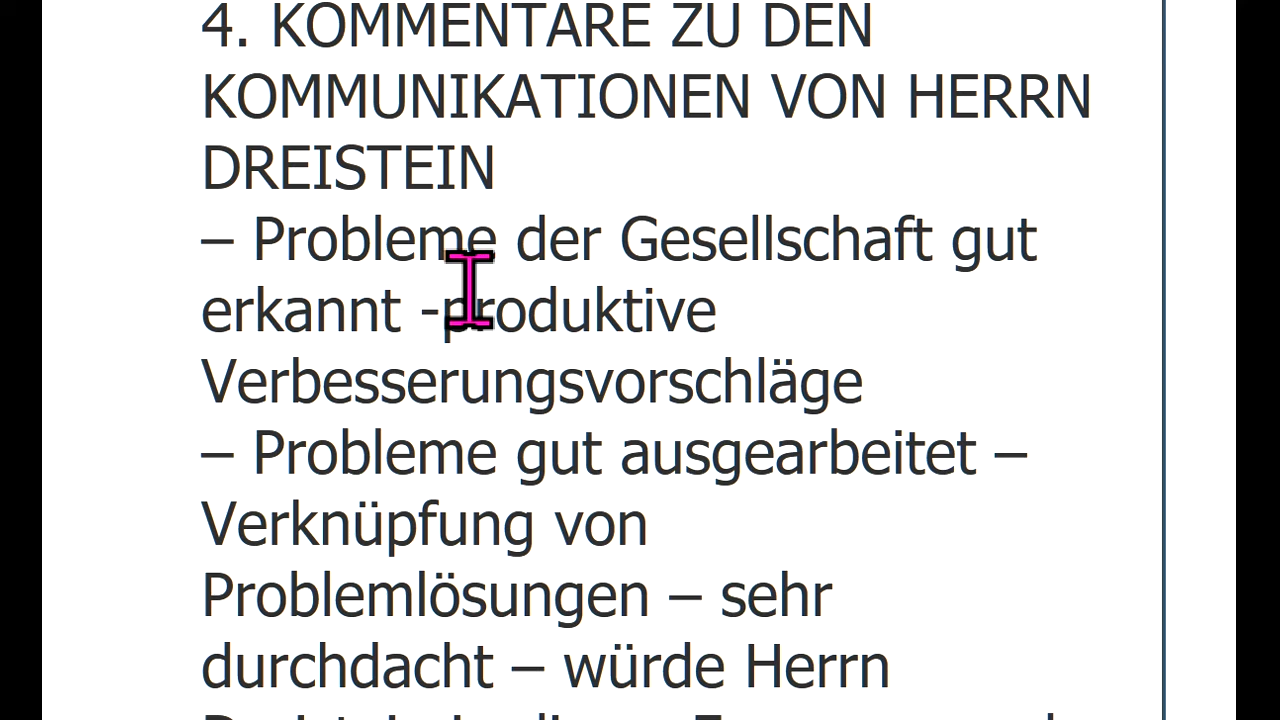 4. KOMMENTARE ZU DEN
KOMMUNIKATIONEN VON HERRN
DREISTEIN
– Probleme der Gesellschaft gut
erkannt -produktive
Verbesserungsvorschläge
– Probleme gut ausgearbeitet –
Verknüpfung von
Problemlösungen – sehr
durchdacht – würde Herrn